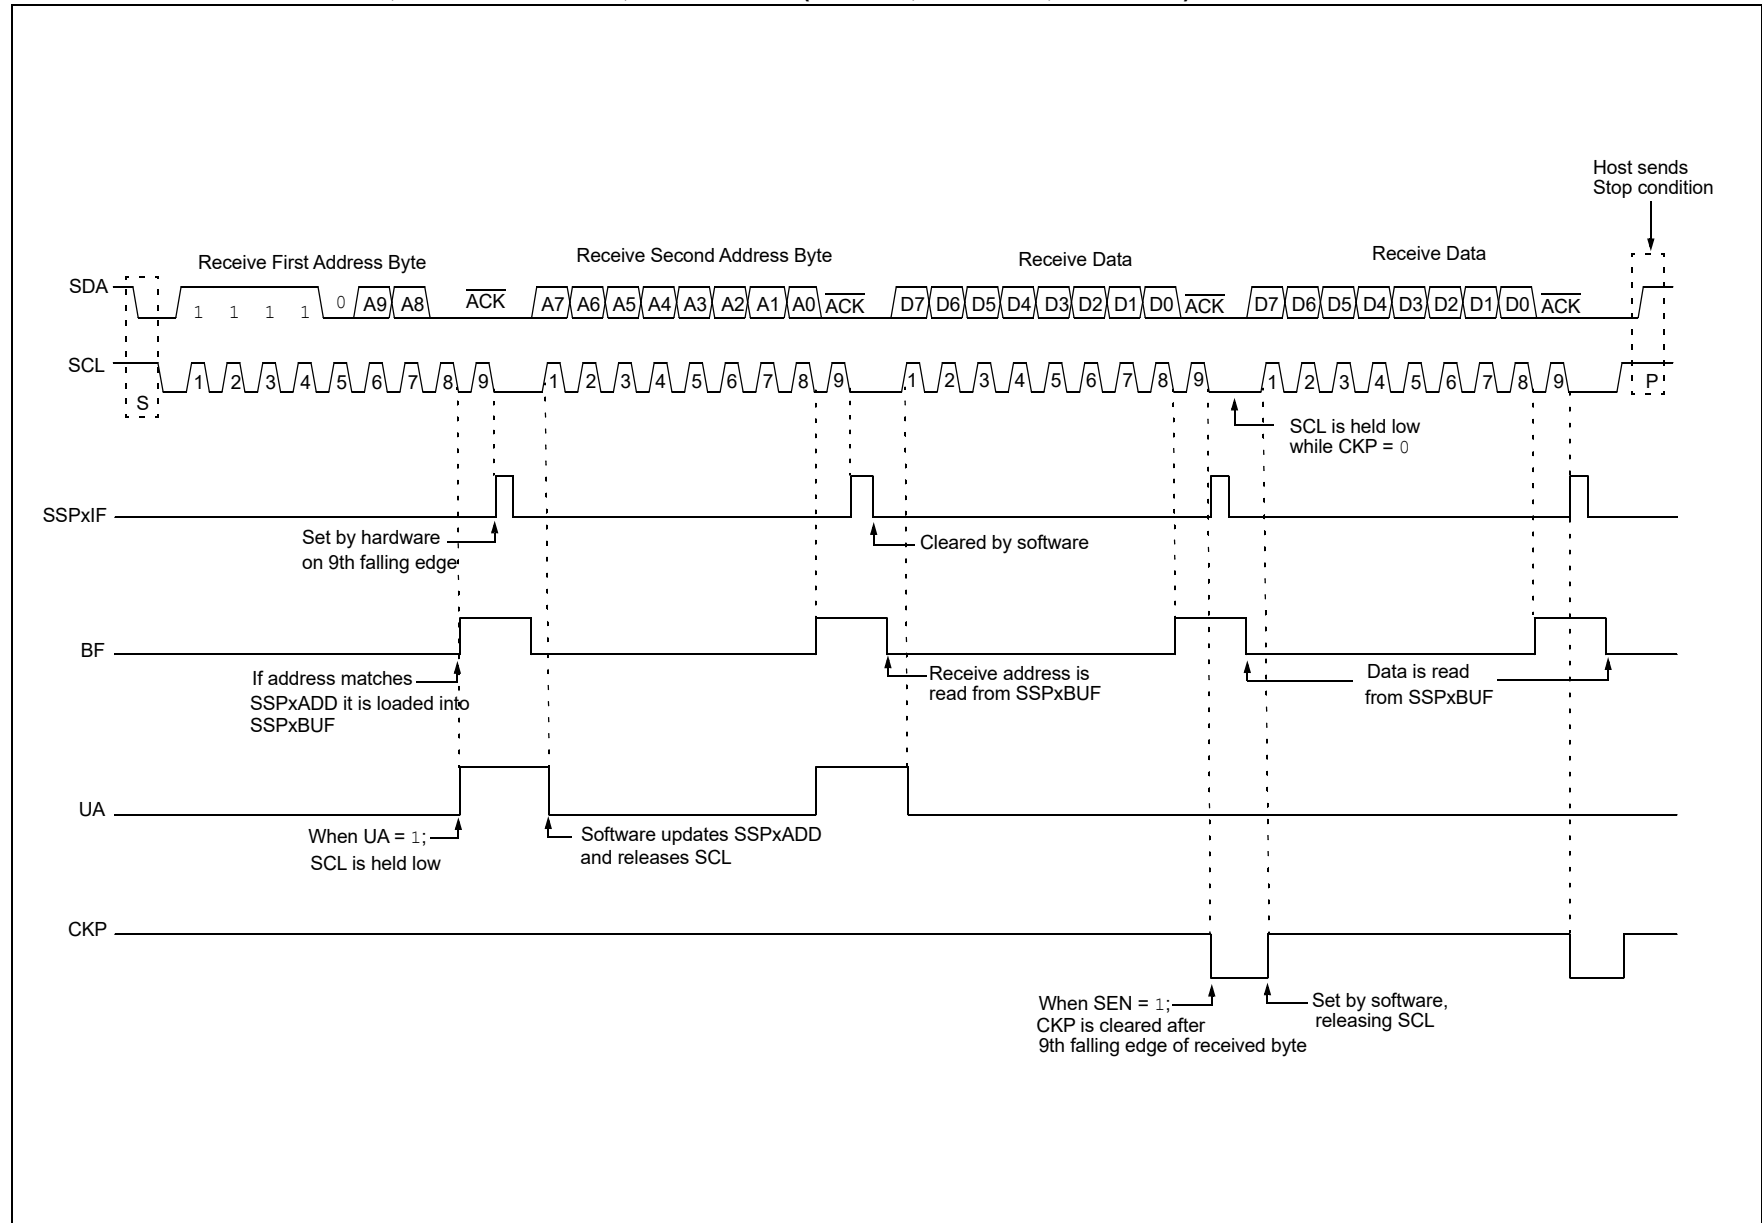 Host sends
Stop condition
Receive First Address Byte
Receive Second Address Byte
Receive Data
Receive Data
SDA
1 1 1 1 0 A9 A8 ACK A7 A6 A5 A4 A3 A2 A1 A0 ACK D7 D6 D5 D4 D3 D2 D1 D0 ACK D7 D6 D5 D4 D3 D2 D1 D0 ACK
SCL
S 1 2 3 4 5 6 7 8 9 1 2 3 4 5 6 7 8 9 1 2 3 4 5 6 7 8 9 1 2 3 4 5 6 7 8 9 P
SCL is held low
while CKP = 0
SSPxIF
Set by hardware
on 9th falling edge
Cleared by software
BF
If address matches
SSPxADD it is loaded into
SSPxBUF
Receive address is
read from SSPxBUF
Data is read
from SSPxBUF
UA
When UA = 1;
SCL is held low
Software updates SSPxADD
and releases SCL
CKP
When SEN = 1;
CKP is cleared after
9th falling edge of received byte
Set by software,
releasing SCL